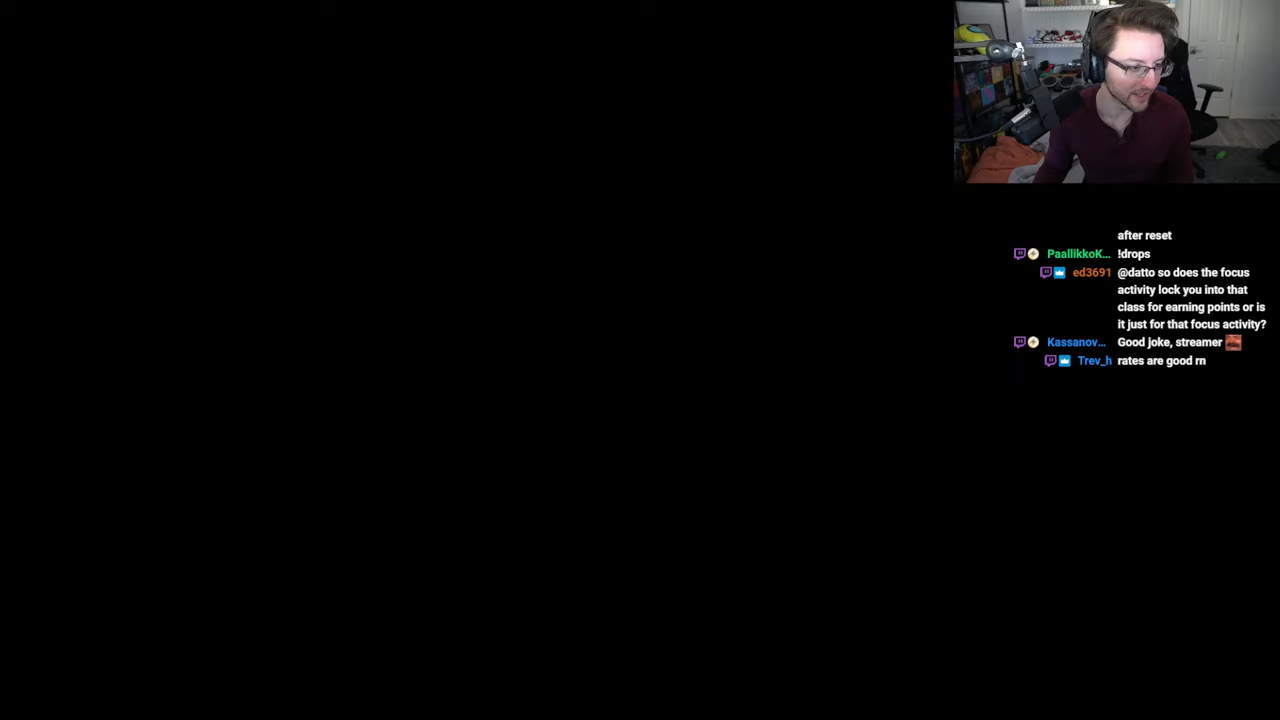 after reset
PaallikkoK... !drops
ed3691 @datto so does the focus
activity lock you into that
class for earning points or is
it just for that focus activity?
Kassanov... Good joke, streamer
Trev_h rates are good rn